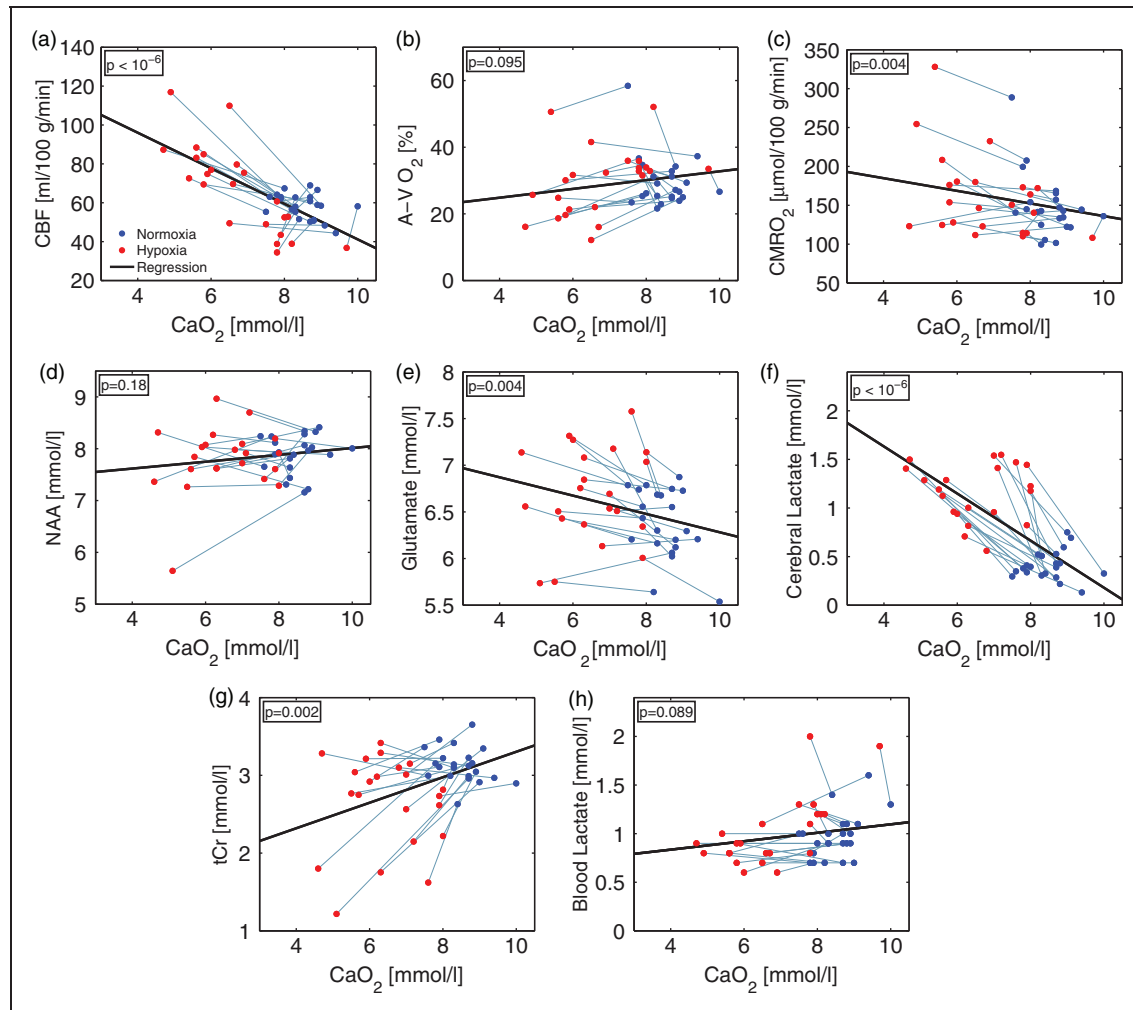 (a)
p < 10⁻⁶
CBF [ml/100 g/min]
140
120
100
80
60
40
20
Normoxia
Hypoxia
Regression
4 6 8 10
CaO₂ [mmol/l]
(b)
p=0.095
A−V O₂ [%]
60
40
20
0
4 6 8 10
CaO₂ [mmol/l]
(c)
p=0.004
CMRO₂ [µmol/100 g/min]
350
300
250
200
150
100
50
4 6 8 10
CaO₂ [mmol/l]
(d)
p=0.18
NAA [mmol/l]
9
8
7
6
5
4 6 8 10
CaO₂ [mmol/l]
(e)
p=0.004
Glutamate [mmol/l]
8
7.5
7
6.5
6
5.5
4 6 8 10
CaO₂ [mmol/l]
(f)
p < 10⁻⁶
Cerebral Lactate [mmol/l]
2
1.5
1
0.5
0
4 6 8 10
CaO₂ [mmol/l]
(g)
p=0.002
tCr [mmol/l]
4
3
2
1
4 6 8 10
CaO₂ [mmol/l]
(h)
p=0.089
Blood Lactate [mmol/l]
2
1.5
1
0.5
0
4 6 8 10
CaO₂ [mmol/l]